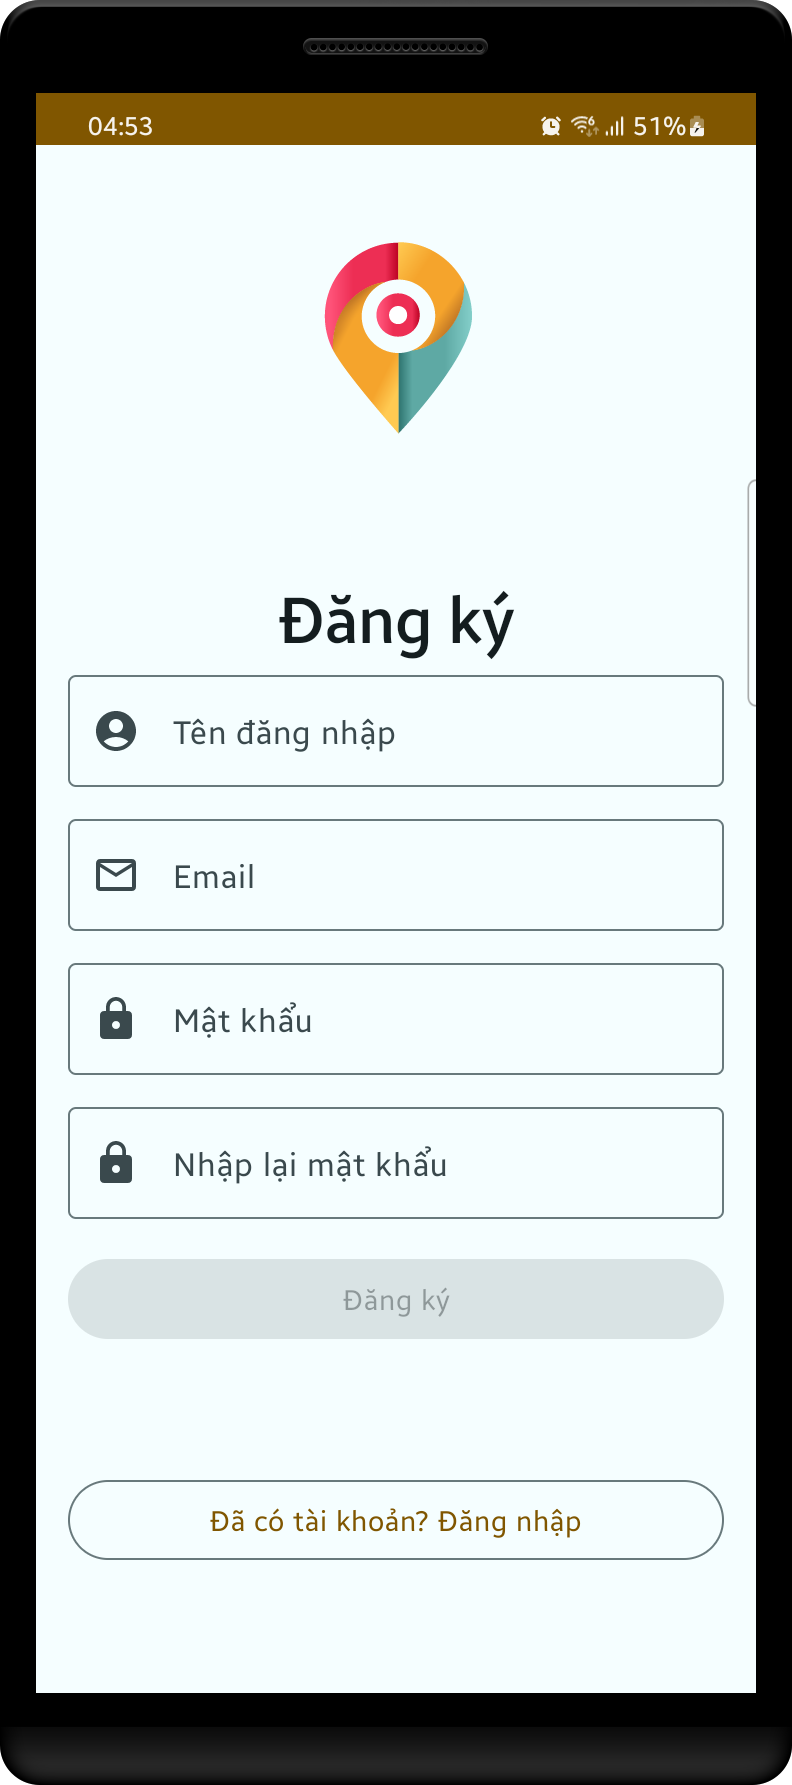 04:53 51%
Đăng ký
Tên đăng nhập
Email
Mật khẩu
Nhập lại mật khẩu
Đăng ký
Đã có tài khoản? Đăng nhập